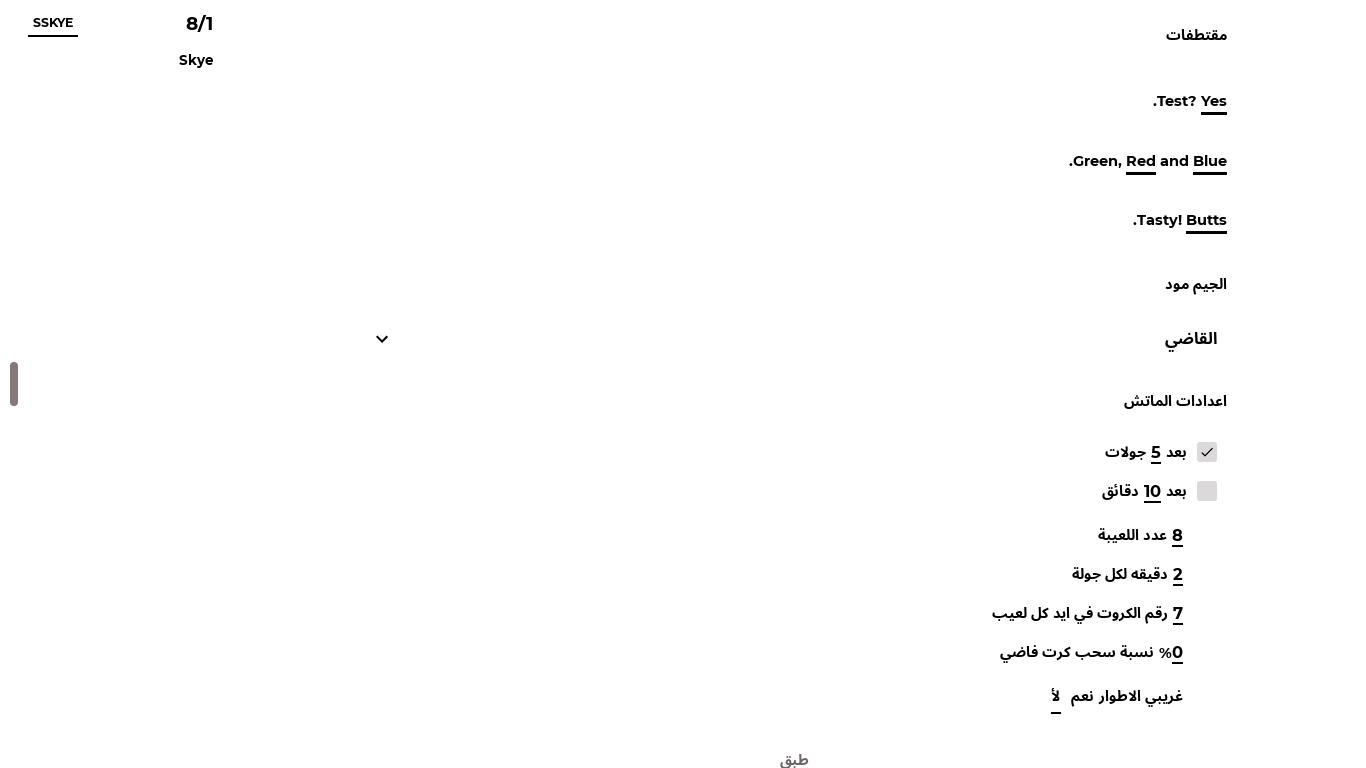 مقتطفات
Test? Yes.
Green, Red and Blue.
Tasty! Butts.
الجيم مود
القاضي
اعدادات الماتش
بعد 5 جولات
بعد 10 دقائق
8 عدد اللعيبة
2 دقيقه لكل جولة
7 رقم الكروت في ايد كل لعيب
0% نسبة سحب كرت فاضي
غريبي الاطوار نعم لأ
طبق
8/1
Skye
SSKYE